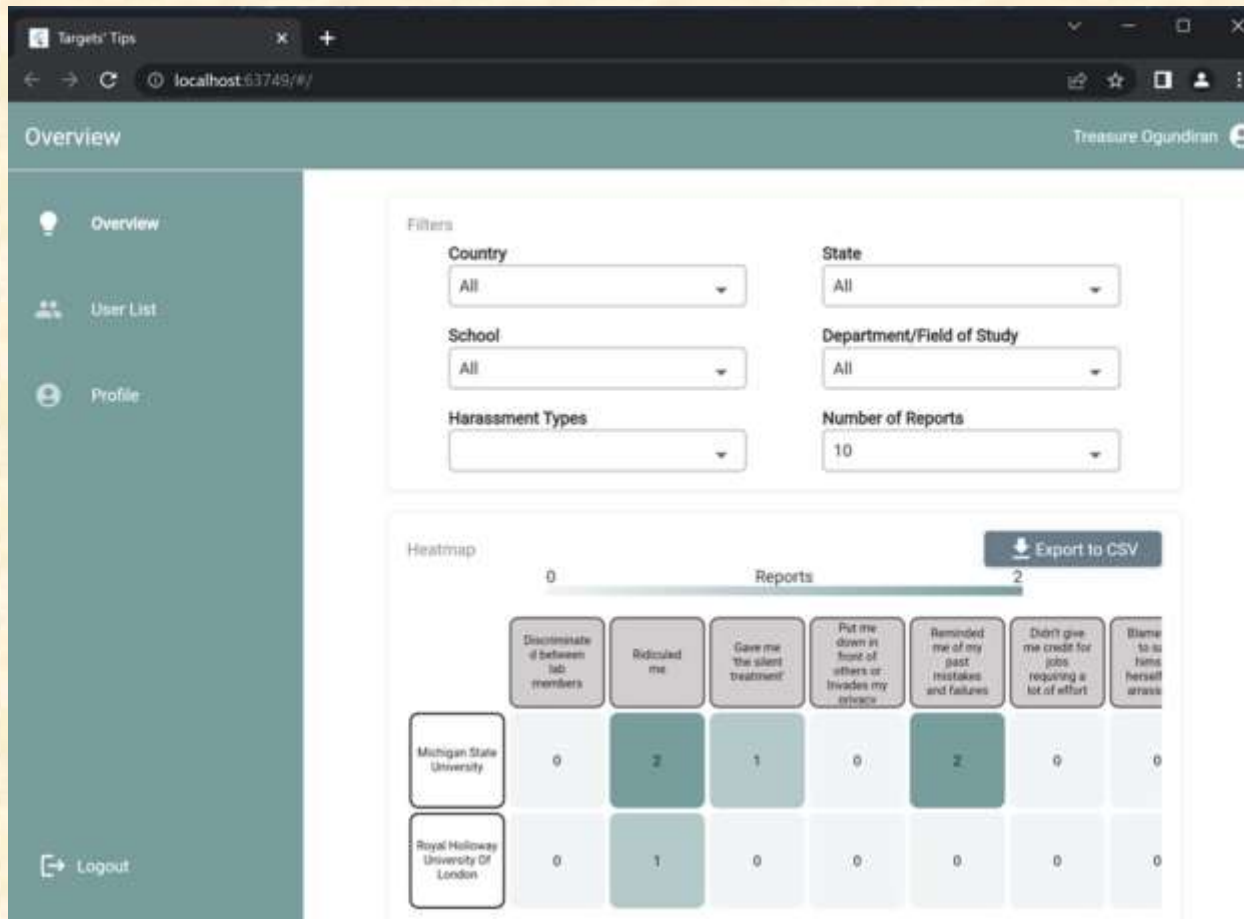 Targets' Tips
localhost:63749/#/
Overview
Treasure Ogundiran
Overview
User List
Profile
Logout
Filters
Country
State
All
All
School
Department/Field of Study
All
All
Harassment Types
Number of Reports
10
Heatmap
Export to CSV
0 Reports 2
Discriminate
d between
lab
members
Ridiculed
me
Gave me
'the silent
treatment'
Put me
down in
front of
others or
Invades my
privacy
Reminded
me of my
past
mistakes
and failures
Didn't give
me credit for
jobs
requiring a
lot of effort
Blame
to
hims
herself
Michigan State
University
0 2 1 0 2 0 0
Royal Holloway
University Of
London
0 1 0 0 0 0 0